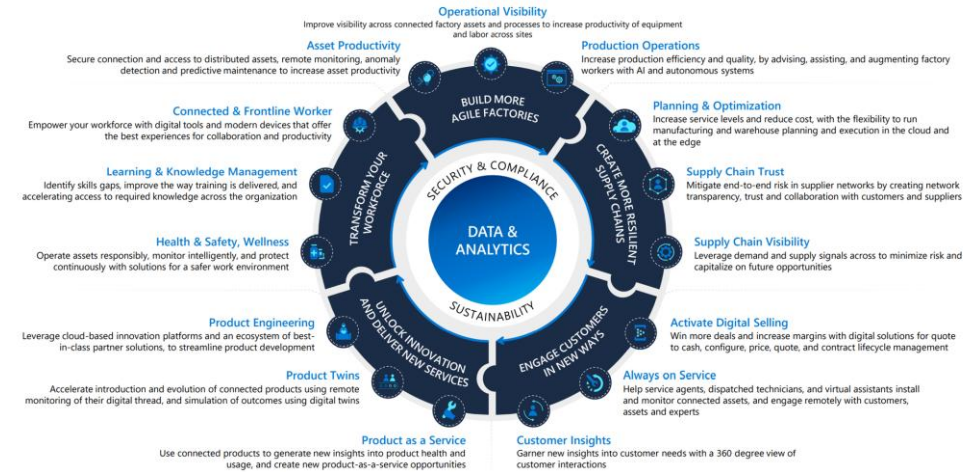 Operational Visibility
Improve visibility across connected factory assets and processes to increase productivity of equipment
and labor across sites
Asset Productivity
Secure connection and access to distributed assets, remote monitoring, anomaly
detection and predictive maintenance to increase asset productivity
Production Operations
Increase production efficiency and quality, by advising, assisting, and augmenting factory
workers with AI and autonomous systems
Connected & Frontline Worker
Empower your workforce with digital tools and modern devices that offer
the best experiences for collaboration and productivity
Planning & Optimization
Increase service levels and reduce cost, with the flexibility to run
manufacturing and warehouse planning and execution in the cloud and
at the edge
Learning & Knowledge Management
Identify skills gaps, improve the way training is delivered, and
accelerating access to required knowledge across the organization
Supply Chain Trust
Mitigate end-to-end risk in supplier networks by creating network
transparency, trust and collaboration with customers and suppliers
Health & Safety, Wellness
Operate assets responsibly, monitor intelligently, and protect
continuously with solutions for a safer work environment
Supply Chain Visibility
Leverage demand and supply signals across to minimize risk and
capitalize on future opportunities
Product Engineering
Leverage cloud-based innovation platforms and an ecosystem of best-
in-class partner solutions, to streamline product development
Activate Digital Selling
Win more deals and increase margins with digital solutions for quote
to cash, configure, price, quote, and contract lifecycle management
Product Twins
Accelerate introduction and evolution of connected products using remote
monitoring of their digital thread, and simulation of outcomes using digital twins
Always on Service
Help service agents, dispatched technicians, and virtual assistants install
and monitor connected assets, and engage remotely with customers,
assets and experts
Product as a Service
Use connected products to generate new insights into product health and
usage, and create new product-as-a-service opportunities
Customer Insights
Garner new insights into customer needs with a 360 degree view of
customer interactions
BUILD MORE
AGILE FACTORIES
CREATE MORE RESILIENT
SUPPLY CHAINS
ENGAGE CUSTOMERS
IN NEW WAYS
UNLOCK INNOVATION
AND DELIVER NEW SERVICES
TRANSFORM YOUR
WORKFORCE
SECURITY & COMPLIANCE
DATA &
ANALYTICS
SUSTAINABILITY